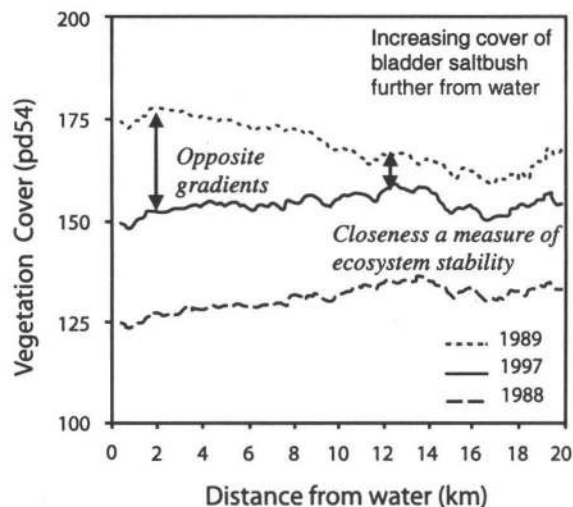 200
175
150
125
100
Vegetation Cover (pd54)
Increasing cover of
bladder saltbush
further from water
Opposite
gradients
Closeness a measure of
ecosystem stability
1989
1997
1988
0 2 4 6 8 10 12 14 16 18 20
Distance from water (km)